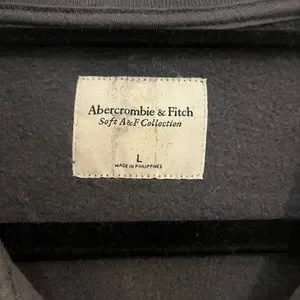 Abercrombie & Fitch
Soft A&F Collection
L
MADE IN PHILIPPINES